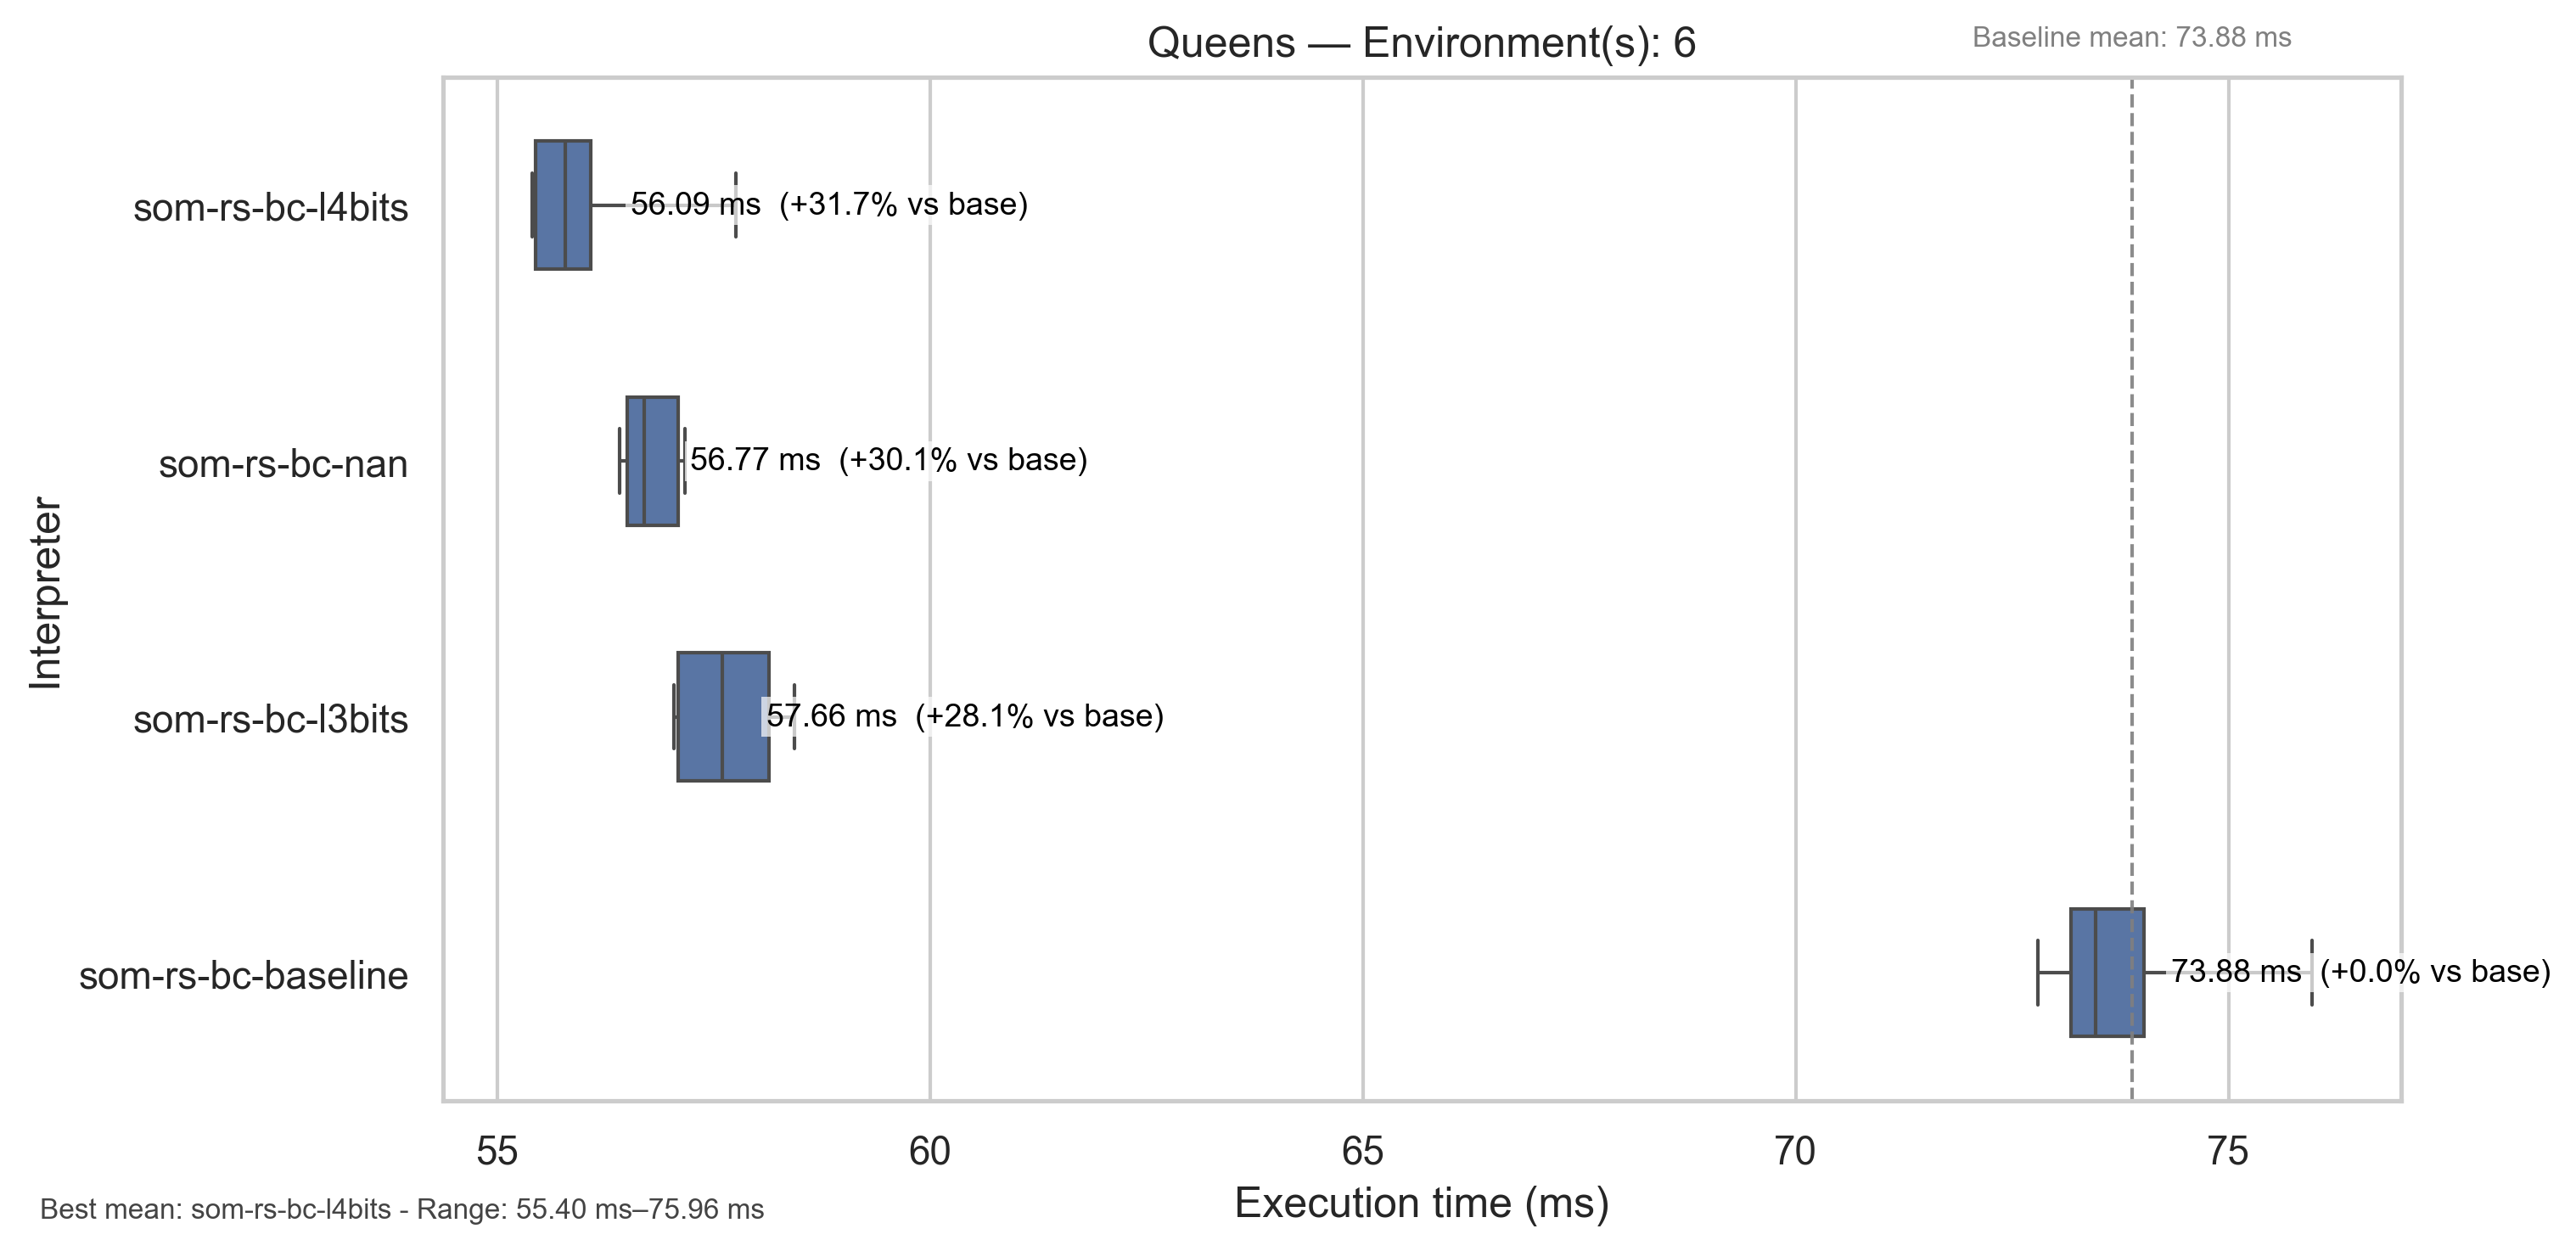 Queens — Environment(s): 6
Baseline mean: 73.88 ms
Interpreter
som-rs-bc-l4bits
56.09 ms  (+31.7% vs base)
som-rs-bc-nan
56.77 ms  (+30.1% vs base)
som-rs-bc-l3bits
57.66 ms  (+28.1% vs base)
som-rs-bc-baseline
73.88 ms  (+0.0% vs base)
55 60 65 70 75
Execution time (ms)
Best mean: som-rs-bc-l4bits - Range: 55.40 ms–75.96 ms